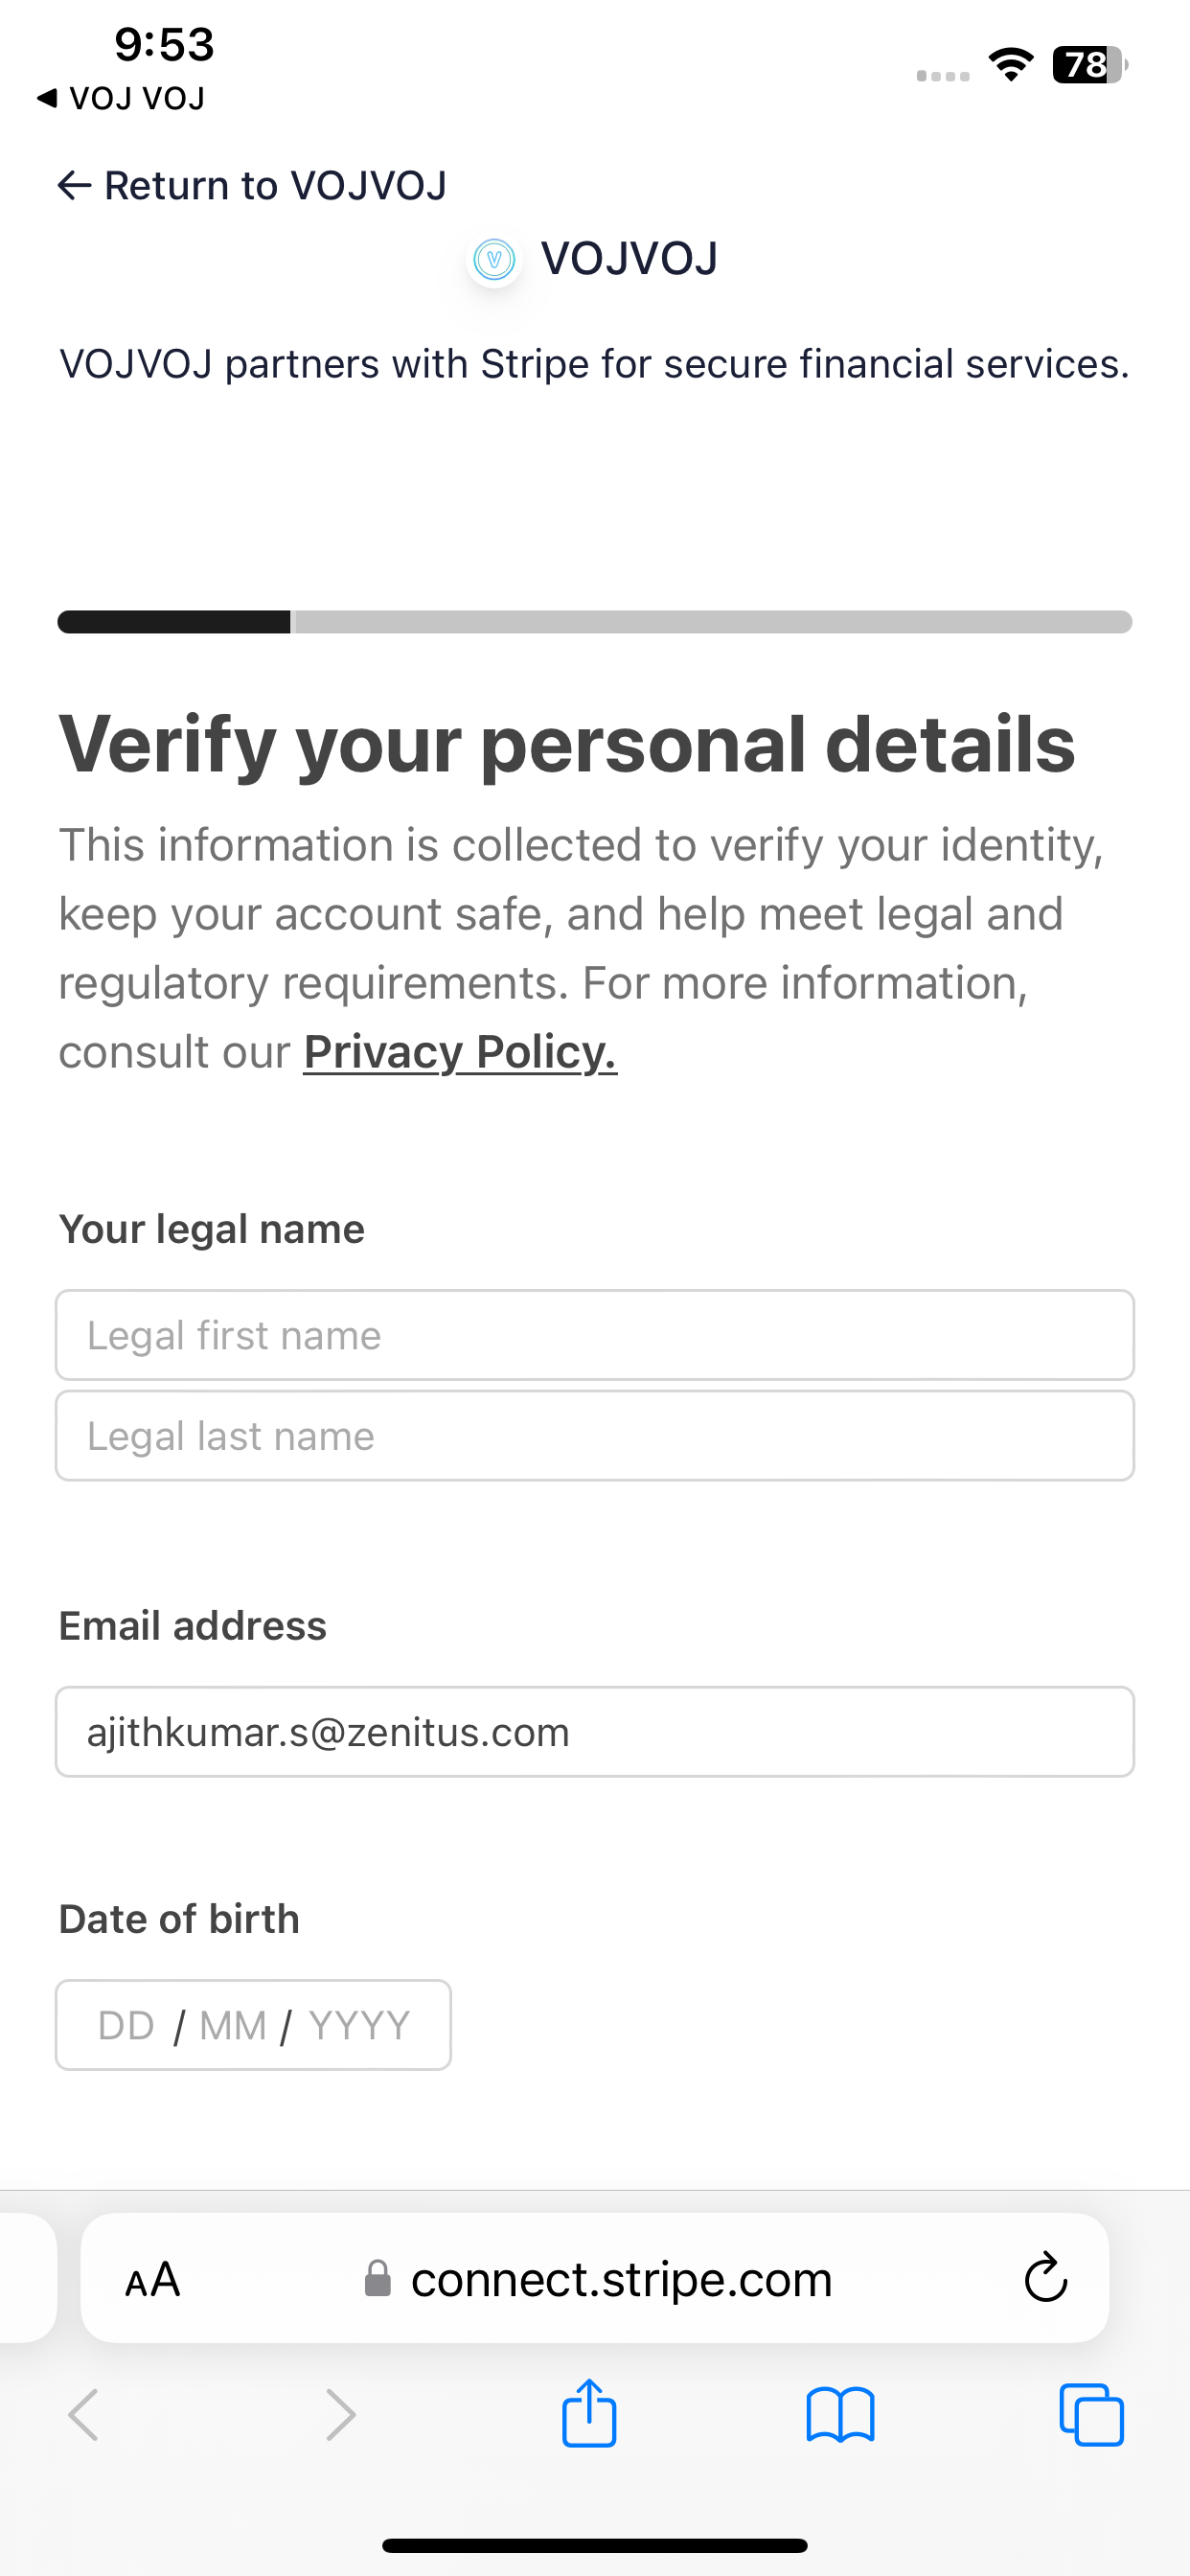 9:53
78
◀ VOJ VOJ
← Return to VOJVOJ
V VOJVOJ
VOJVOJ partners with Stripe for secure financial services.
Verify your personal details
This information is collected to verify your identity,
keep your account safe, and help meet legal and
regulatory requirements. For more information,
consult our Privacy Policy.
Your legal name
Legal first name
Legal last name
Email address
ajithkumar.s@zenitus.com
Date of birth
DD / MM / YYYY
AA connect.stripe.com